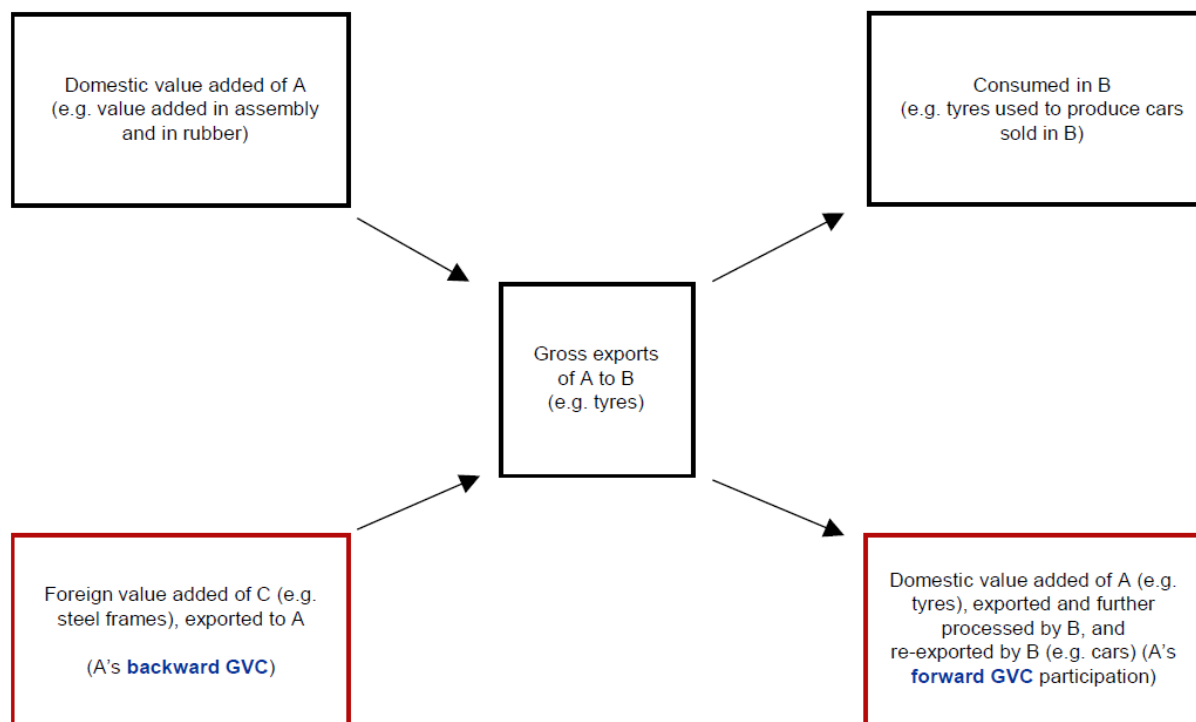 Domestic value added of A
(e.g. value added in assembly
and in rubber)
Consumed in B
(e.g. tyres used to produce cars
sold in B)
Gross exports
of A to B
(e.g. tyres)
Foreign value added of C (e.g.
steel frames), exported to A
(A's backward GVC)
Domestic value added of A (e.g.
tyres), exported and further
processed by B, and
re-exported by B (e.g. cars) (A's
forward GVC participation)